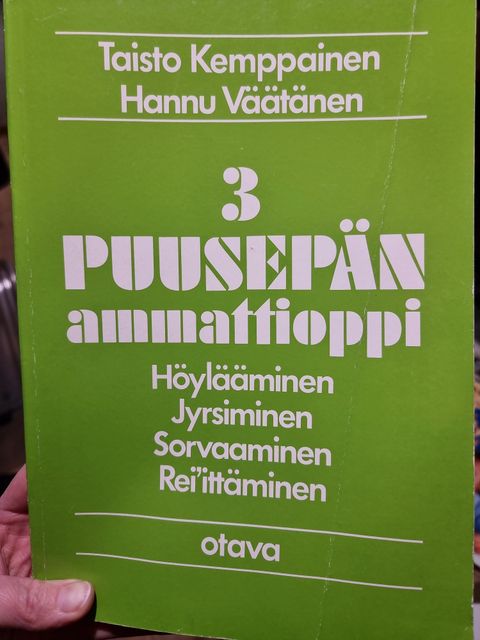 Taisto Kemppainen
Hannu Väätänen
3
PUUSEPÄN
ammattioppi
Höylääminen
Jyrsiminen
Sorvaaminen
Rei'ittäminen
otava